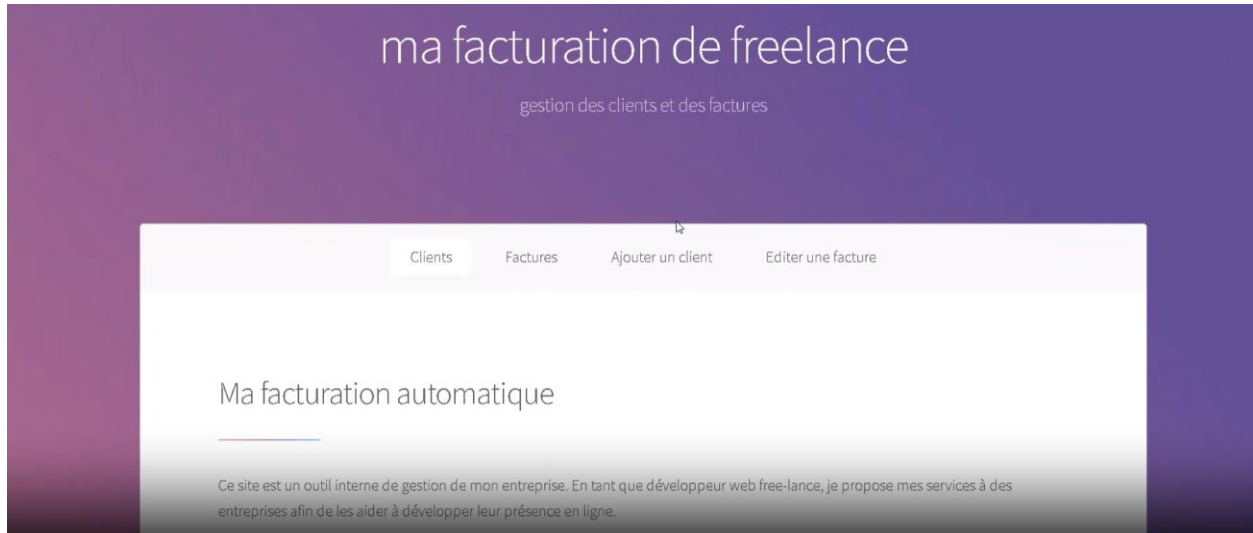 ma facturation de freelance
gestion des clients et des factures
Clients Factures Ajouter un client Editer une facture
Ma facturation automatique
Ce site est un outil interne de gestion de mon entreprise. En tant que développeur web free-lance, je propose mes services à des
entreprises afin de les aider à développer leur présence en ligne.